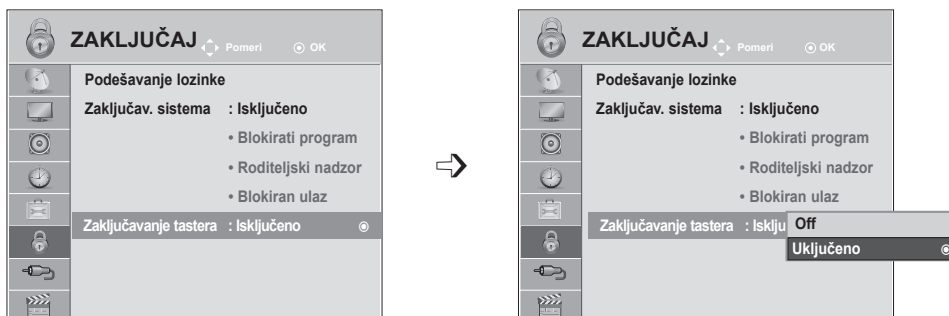 ZAKLJUČAJ Pomeri OK
Podešavanje lozinke
Zaključav. sistema : Isključeno
• Blokirati program
• Roditeljski nadzor
• Blokiran ulaz
Zaključavanje tastera : Isključeno
ZAKLJUČAJ Pomeri OK
Podešavanje lozinke
Zaključav. sistema : Isključeno
• Blokirati program
• Roditeljski nadzor
• Blokiran ulaz
Zaključavanje tastera : Isklju
Off
Uključeno